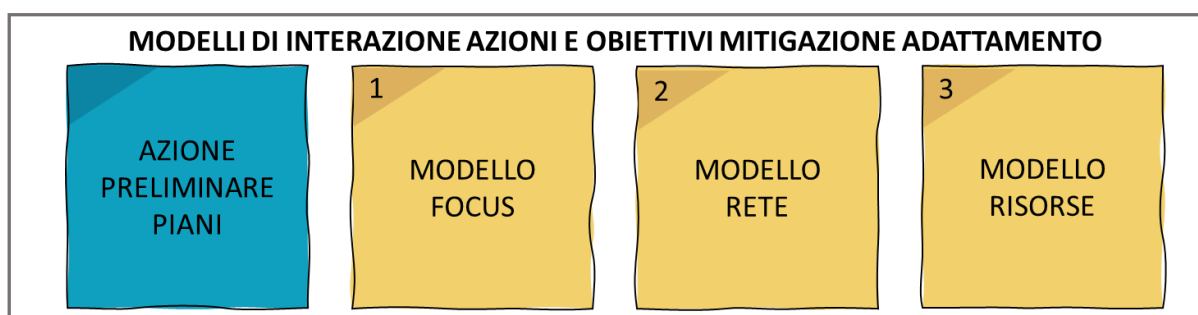 MODELLI DI INTERAZIONE AZIONI E OBIETTIVI MITIGAZIONE ADATTAMENTO
AZIONE
PRELIMINARE
PIANI
1
MODELLO
FOCUS
2
MODELLO
RETE
3
MODELLO
RISORSE